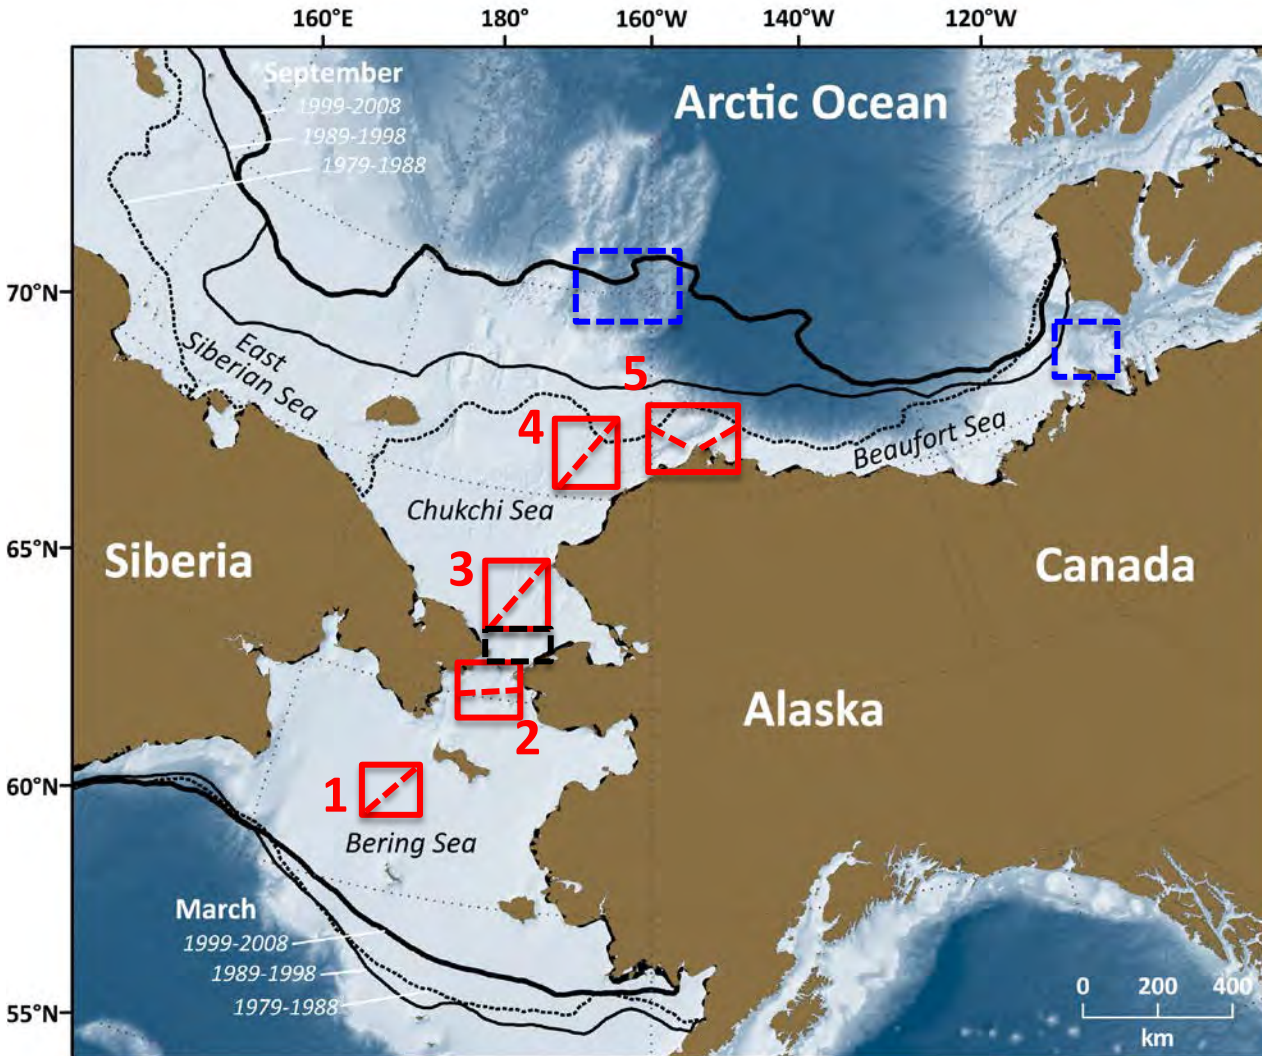 160°E 180° 160°W 140°W 120°W
September
1999-2008
1989-1998
1979-1988
Arctic Ocean
70°N
East
Siberian Sea
5
4
Beaufort Sea
Chukchi Sea
65°N
Siberia
3
Canada
Alaska
2
60°N
1
Bering Sea
March
1999-2008
1989-1998
1979-1988
55°N
0 200 400
km